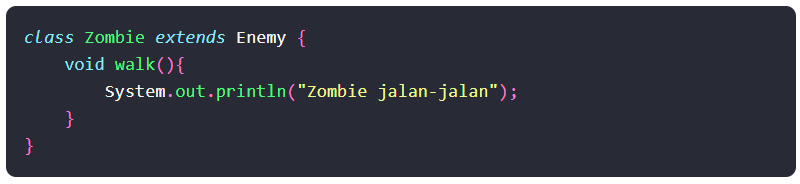 class Zombie extends Enemy {
    void walk(){
        System.out.println("Zombie jalan-jalan");
    }
}